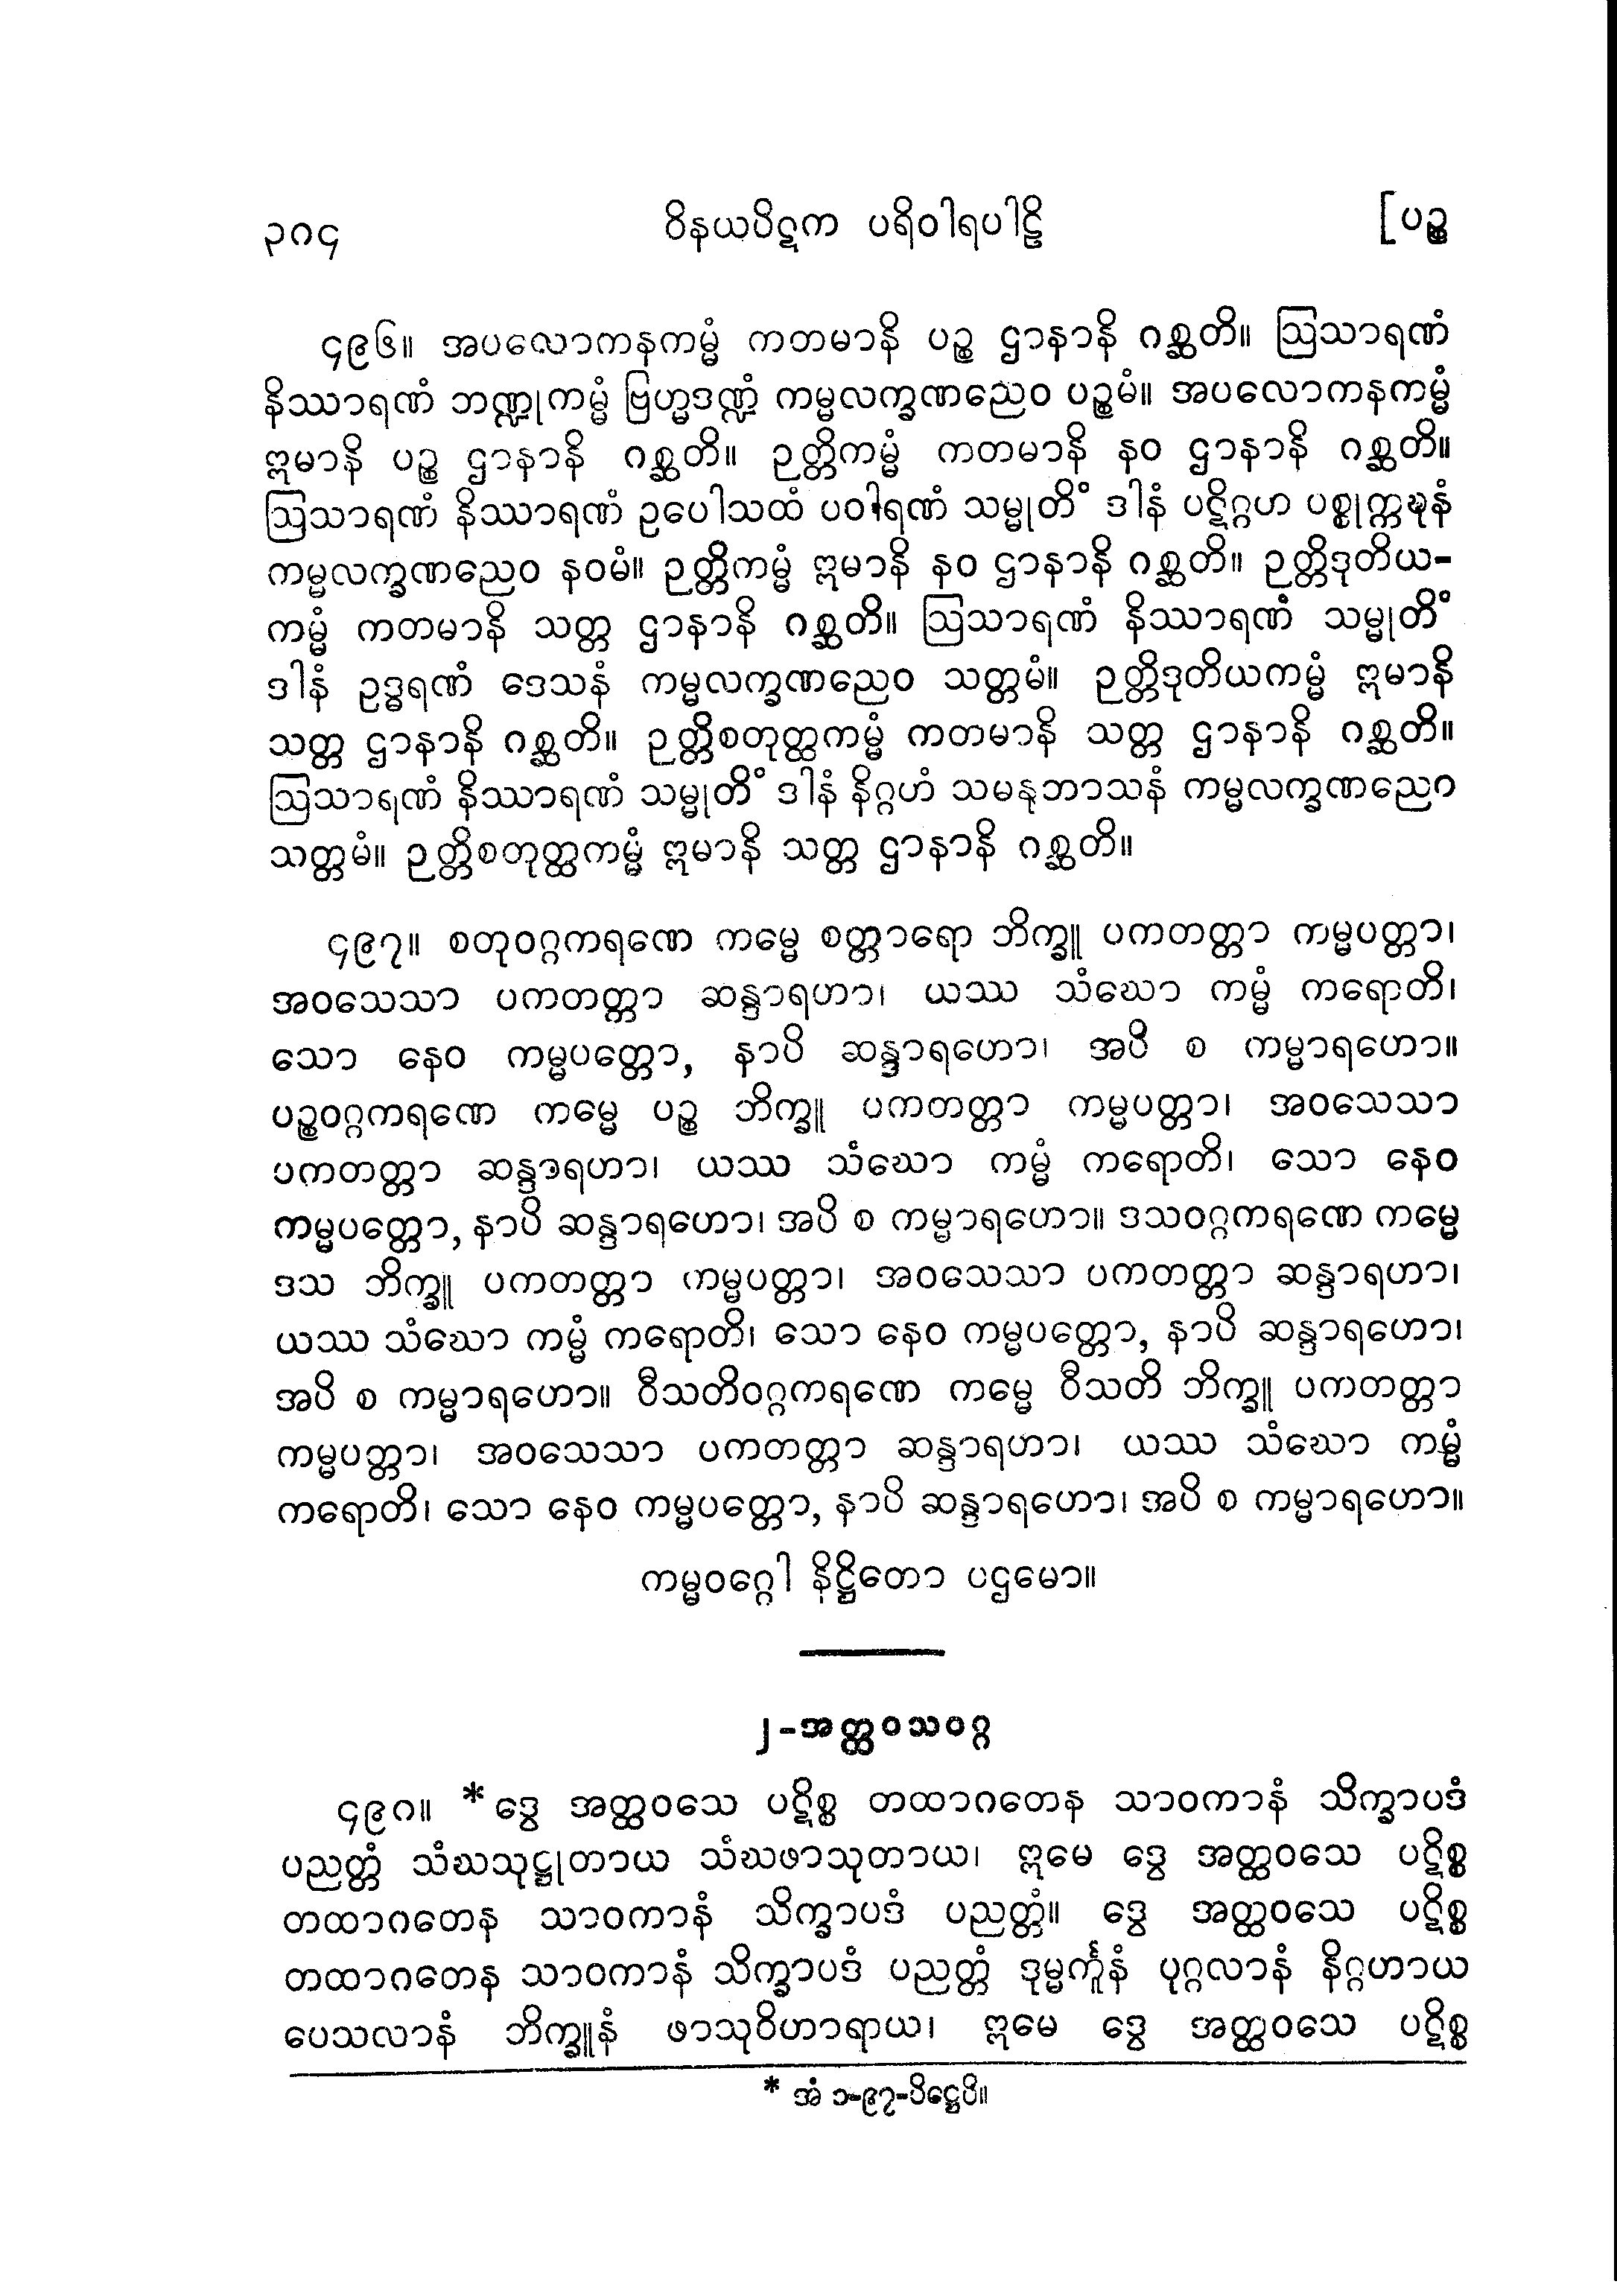 ၃၀၄ ဝိနယပိဋက ပရိဝါရပါဠိ [ပဉ္စ
၄၉၆။ အပလောကနကမ္မံ ကတမာနိ ပဉ္စ ဌာနာနိ ဂစ္ဆတိ။ ဩသာရဏံ
နိဿာရဏံ ဘဏ္ဍုကမ္မံ ဗြဟ္မဒဏ္ဍံ ကမ္မလက္ခဏညေဝ ပဉ္စမံ။ အပလောကနကမ္မံ
ဣမာနိ ပဉ္စ ဌာနာနိ ဂစ္ဆတိ။ ဉတ္တိကမ္မံ ကတမာနိ နဝ ဌာနာနိ ဂစ္ဆတိ။
ဩသာရဏံ နိဿာရဏံ ဥပေါသထံ ပဝါရဏံ သမ္မုတိံ ဒါနံ ပဋိဂ္ဂဟ ပစ္စုက္ကဍ္ဎနံ
ကမ္မလက္ခဏညေဝ နဝမံ။ ဉတ္တိကမ္မံ ဣမာနိ နဝ ဌာနာနိ ဂစ္ဆတိ။ ဉတ္တိဒုတိယ-
ကမ္မံ ကတမာနိ သတ္တ ဌာနာနိ ဂစ္ဆတိ။ ဩသာရဏံ နိဿာရဏံ သမ္မုတိံ
ဒါနံ ဥဒ္ဓရဏံ ဒေသနံ ကမ္မလက္ခဏညေဝ သတ္တမံ။ ဉတ္တိဒုတိယကမ္မံ ဣမာနိ
သတ္တ ဌာနာနိ ဂစ္ဆတိ။ ဉတ္တိစတုတ္ထကမ္မံ ကတမာနိ သတ္တ ဌာနာနိ ဂစ္ဆတိ။
ဩသာရဏံ နိဿာရဏံ သမ္မုတိံ ဒါနံ နိဂ္ဂဟံ သမနုဘာသနံ ကမ္မလက္ခဏညေဝ
သတ္တမံ။ ဉတ္တိစတုတ္ထကမ္မံ ဣမာနိ သတ္တ ဌာနာနိ ဂစ္ဆတိ။
၄၉၇။ စတုဝဂ္ဂကရဏေ ကမ္မေ စတ္တာရော ဘိက္ခူ ပကတတ္တာ ကမ္မပတ္တာ၊
အဝသေသာ ပကတတ္တာ ဆန္ဒာရဟာ၊ ယဿ သံဃော ကမ္မံ ကရောတိ၊
သော နေဝ ကမ္မပတ္တော, နာပိ ဆန္ဒာရဟော၊ အပိ စ ကမ္မာရဟော။
ပဉ္စဝဂ္ဂကရဏေ ကမ္မေ ပဉ္စ ဘိက္ခူ ပကတတ္တာ ကမ္မပတ္တာ၊ အဝသေသာ
ပကတတ္တာ ဆန္ဒာရဟာ၊ ယဿ သံဃော ကမ္မံ ကရောတိ၊ သော နေဝ
ကမ္မပတ္တော, နာပိ ဆန္ဒာရဟော၊ အပိ စ ကမ္မာရဟော။ ဒသဝဂ္ဂကရဏေ ကမ္မေ
ဒသ ဘိက္ခူ ပကတတ္တာ ကမ္မပတ္တာ၊ အဝသေသာ ပကတတ္တာ ဆန္ဒာရဟာ၊
ယဿ သံဃော ကမ္မံ ကရောတိ၊ သော နေဝ ကမ္မပတ္တော, နာပိ ဆန္ဒာရဟော၊
အပိ စ ကမ္မာရဟော။ ဝီသတိဝဂ္ဂကရဏေ ကမ္မေ ဝီသတိ ဘိက္ခူ ပကတတ္တာ
ကမ္မပတ္တာ၊ အဝသေသာ ပကတတ္တာ ဆန္ဒာရဟာ၊ ယဿ သံဃော ကမ္မံ
ကရောတိ၊ သော နေဝ ကမ္မပတ္တော, နာပိ ဆန္ဒာရဟော၊ အပိ စ ကမ္မာရဟော။
ကမ္မဝဂ္ဂေါ နိဋ္ဌိတော ပဌမော။
၂-အတ္ထဝသဝဂ္ဂ
၄၉၈။ *ဒွေ အတ္ထဝသေ ပဋိစ္စ တထာဂတေန သာဝကာနံ သိက္ခာပဒံ
ပညတ္တံ သံဃသုဋ္ဌုတာယ သံဃဖာသုတာယ၊ ဣမေ ဒွေ အတ္ထဝသေ ပဋိစ္စ
တထာဂတေန သာဝကာနံ သိက္ခာပဒံ ပညတ္တံ။ ဒွေ အတ္ထဝသေ ပဋိစ္စ
တထာဂတေန သာဝကာနံ သိက္ခာပဒံ ပညတ္တံ ဒုမ္မင်္ကူနံ ပုဂ္ဂလာနံ နိဂ္ဂဟာယ
ပေသလာနံ ဘိက္ခူနံ ဖာသုဝိဟာရာယ၊ ဣမေ ဒွေ အတ္ထဝသေ ပဋိစ္စ
* အံ ၁-၉၇-ပိဋ္ဌေပိ။